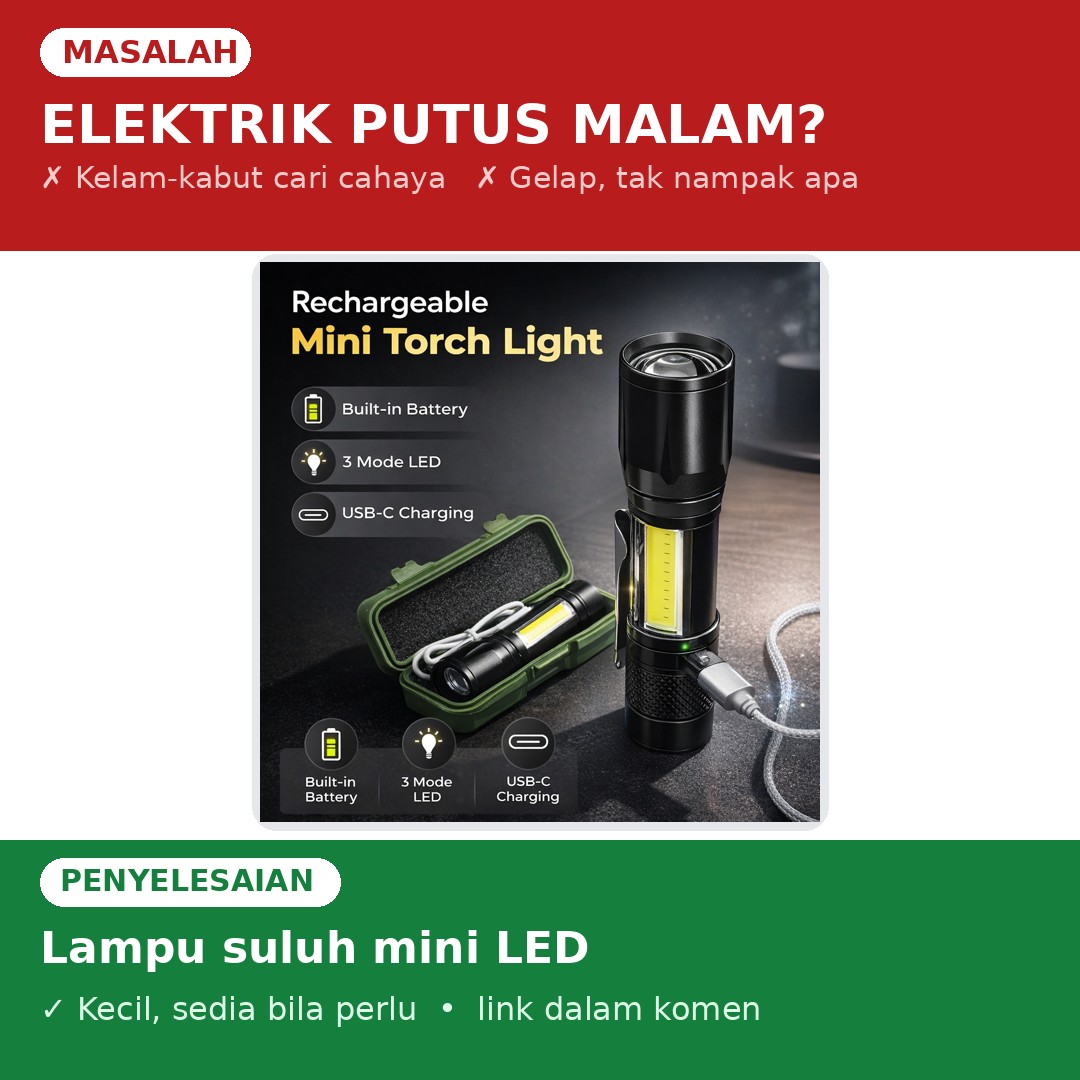 MASALAH
ELEKTRIK PUTUS MALAM?
✗ Kelam-kabut cari cahaya ✗ Gelap, tak nampak apa
Rechargeable
Mini Torch Light
Built-in Battery
3 Mode LED
USB-C Charging
Built-in
Battery
3 Mode
LED
USB-C
Charging
PENYELESAIAN
Lampu suluh mini LED
✓ Kecil, sedia bila perlu • link dalam komen